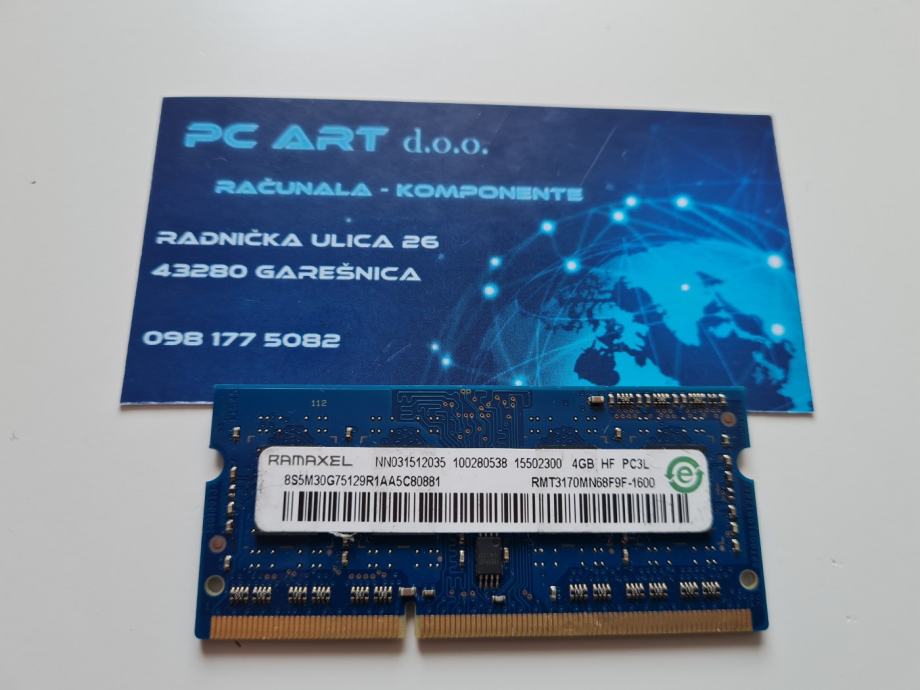 PC ART d.o.o.
RAČUNALA - KOMPONENTE
RADNIČKA ULICA 26
43280 GAREŠNICA
098 177 5082
112
RAMAXEL NN031512035 100280538 15502300 4GB HF PC3L
8S5M30G75129R1AA5C80881 RMT3170MN68F9F-1600
e